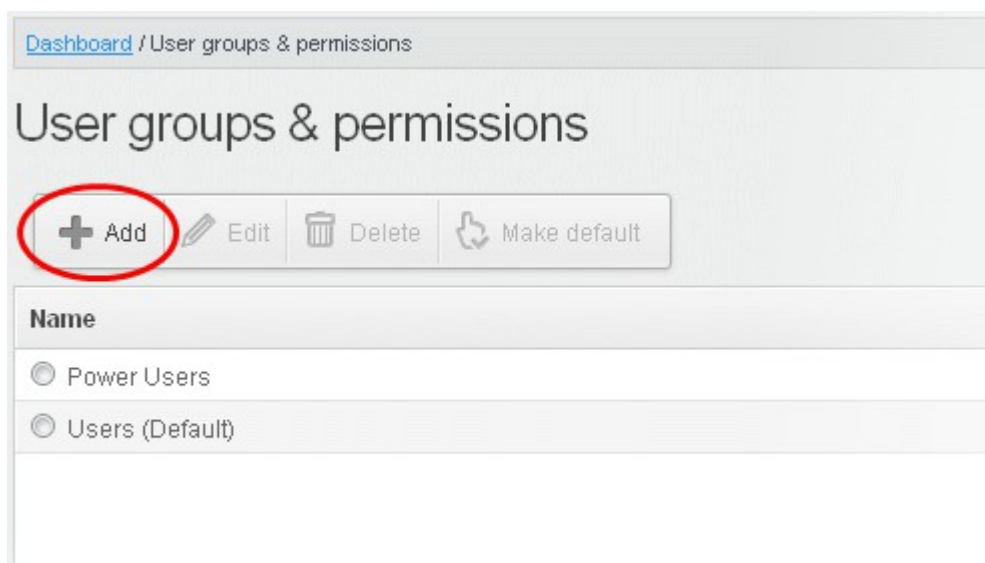 Dashboard / User groups & permissions
User groups & permissions
Add Edit Delete Make default
Name
Power Users
Users (Default)